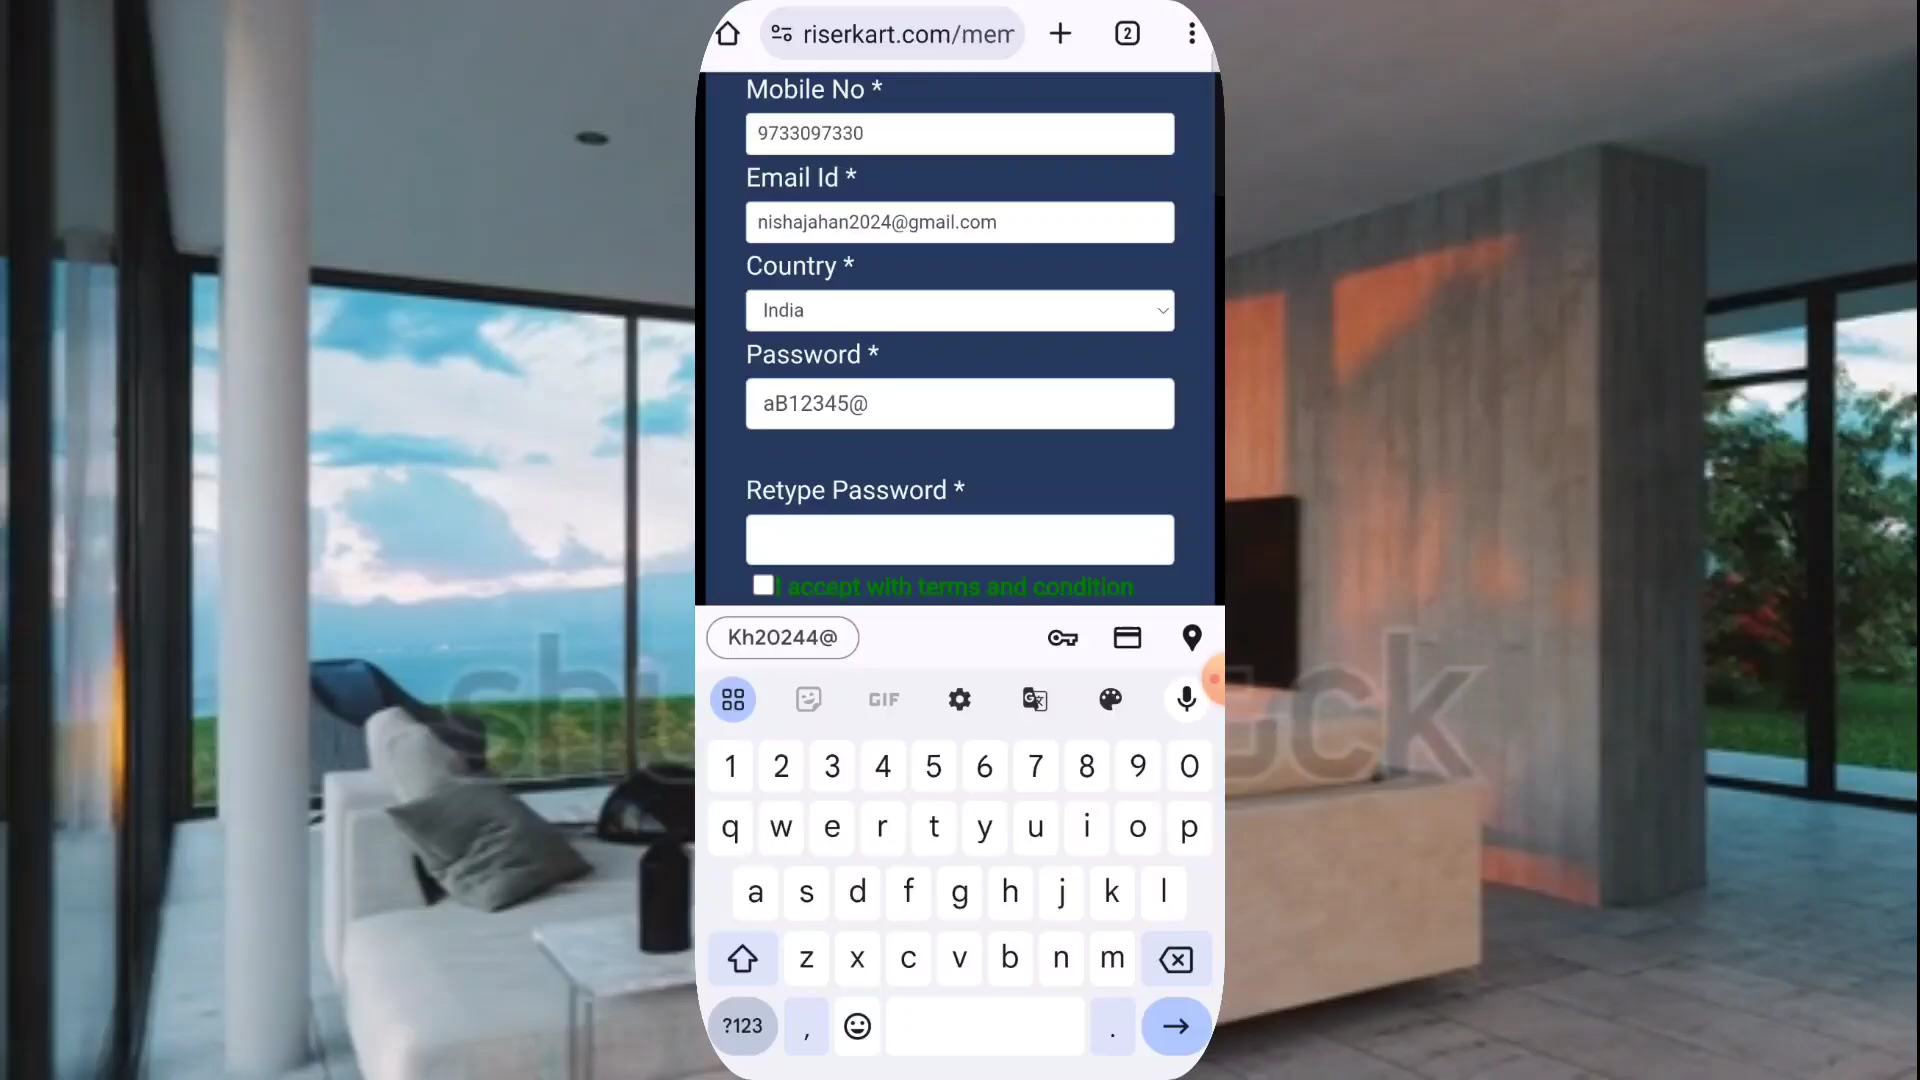 riserkart.com/mem
2
Mobile No *
9733097330
Email Id *
nishajahan2024@gmail.com
Country *
India
Password *
aB12345@
Retype Password *
I accept with terms and condition
Kh20244@
GIF
1 2 3 4 5 6 7 8 9 0
q w e r t y u i o p
a s d f g h j k l
z x c v b n m
?123 , .